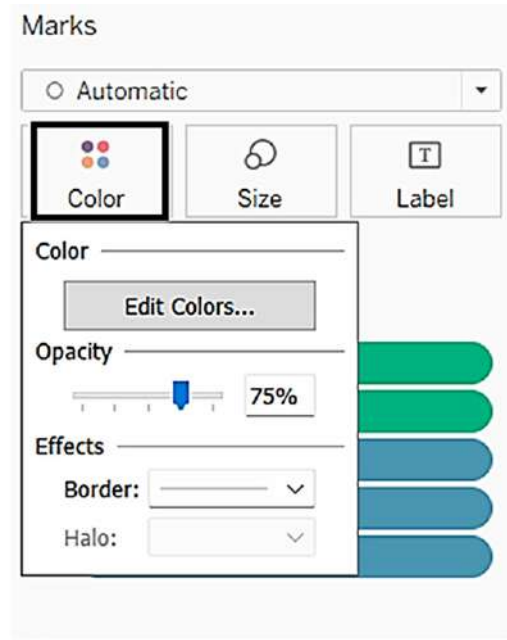 Marks
Automatic
Color Size Label
Color
Edit Colors...
Opacity
75%
Effects
Border:
Halo: